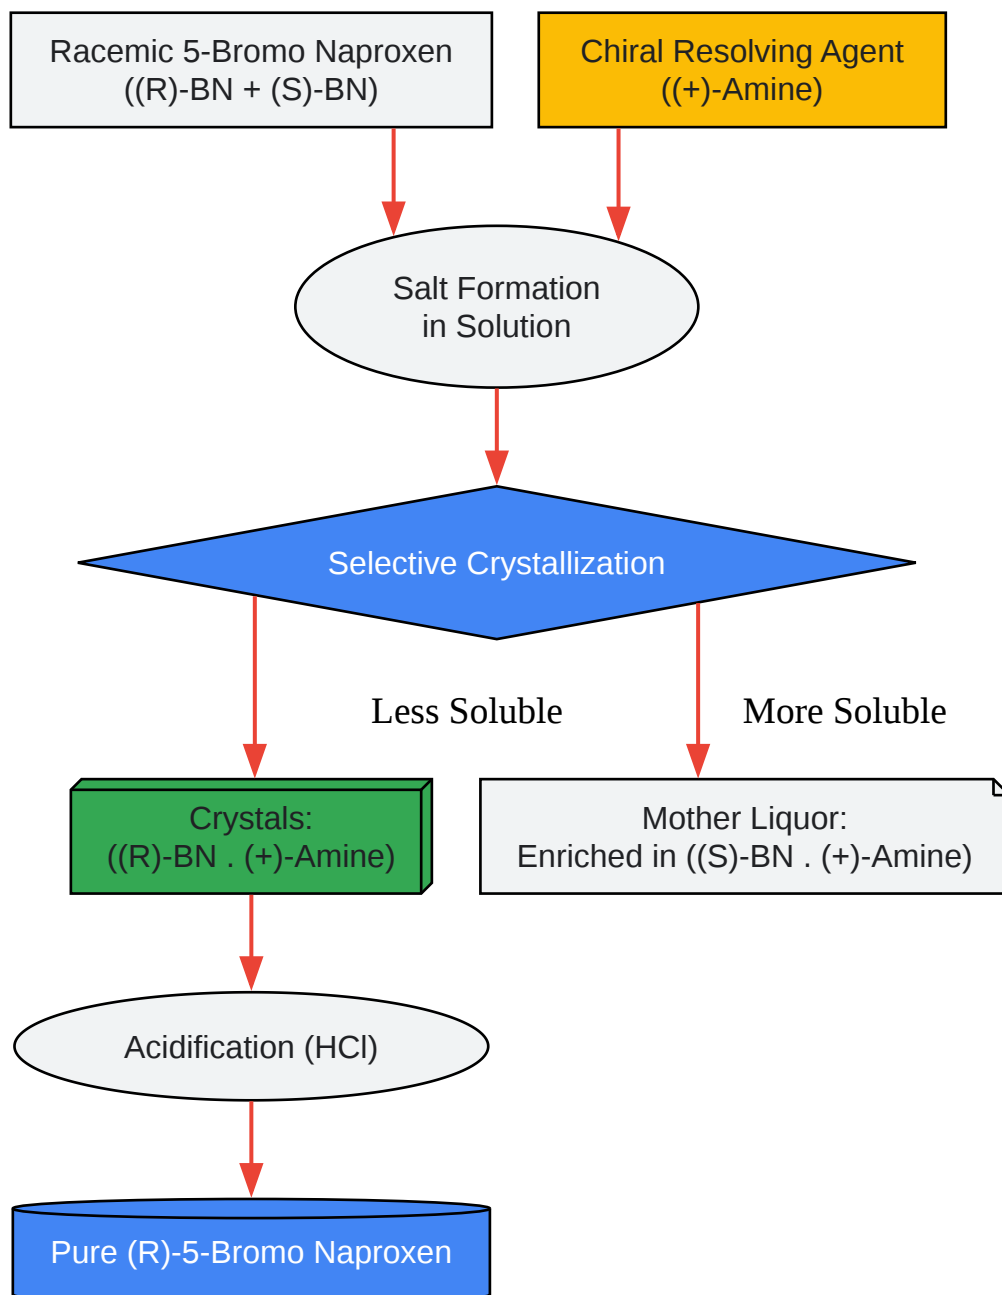 Racemic 5-Bromo Naproxen
((R)-BN + (S)-BN)
Chiral Resolving Agent
((+)-Amine)
Salt Formation
in Solution
Selective Crystallization
Less Soluble
More Soluble
Crystals:
((R)-BN . (+)-Amine)
Mother Liquor:
Enriched in ((S)-BN . (+)-Amine)
Acidification (HCl)
Pure (R)-5-Bromo Naproxen